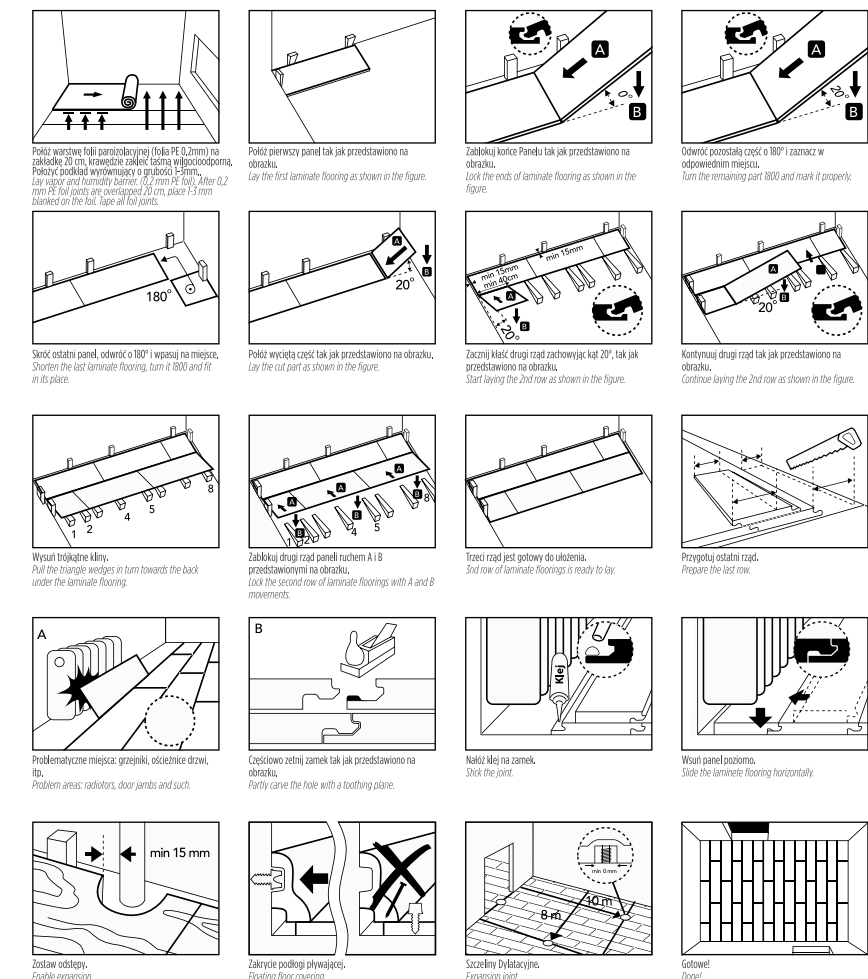 Połóż warstwę folii paroizolacyjnej (folia PE 0,2mm) na
zakładkę 20 cm, krawędzie zakleić taśmą wilgocioodporną,
Położyć podkład wyrównujący o grubości 1-3mm,,
Lay vapor and humidity barrier. (0.2 mm PE foil). After 0,2
mm PE foil joints are overlapped 20 cm, place 1-3 mm
blanked on the foil. Tape all foil joints.
Połóż pierwszy panel tak jak przedstawiono na
obrazku.
Lay the first laminate flooring as shown in the figure.
A
0°
B
Zablokuj końce Panelu tak jak przedstawiono na
obrazku.
Lock the ends of laminate flooring as shown in the
figure.
A
20°
B
Odwróć pozostałą część o 180° i zaznacz w
odpowiednim miejscu.
Turn the remaining part 1800 and mark it properly.
180°
Skróć ostatni panel, odwróć o 180° i wpasuj na miejsce,
Shorten the last laminate flooring, turn it 1800 and fit
in its place.
A
B
20°
Połóż wyciętą część tak jak przedstawiono na obrazku,
Lay the cut part as shown in the figure.
min 15mm
min 15mm
min 40cm
A
B
20°
Zacznij kłaść drugi rząd zachowując kąt 20°, tak jak
przedstawiono na obrazku.
Start laying the 2nd row as shown in the figure.
A
B
20°
Kontynuuj drugi rząd tak jak przedstawiono na
obrazku.
Continue laying the 2nd row as shown in the figure.
1 2 4 5 8
Wysuń trójkątne kliny.
Pull the triangle wedges in turn towards the back
under the laminate flooring.
A
A
A
B
B
B
1 2 4 5 8
Zablokuj drugi rząd paneli ruchem A i B
przedstawionymi na obrazku,
Lock the second row of laminate floorings with A and B
movements.
Trzeci rząd jest gotowy do ułożenia.
3nd row of laminate floorings is ready to lay.
Przygotuj ostatni rząd.
Prepare the last row.
A
Problematyczne miejsca: grzejniki, ościeżnice drzwi,
itp,
Problem areas: radiotors, door jambs and such.
B
Częściowo zetnij zamek tak jak przedstawiono na
obrazku,
Partly carve the hole with a toothing plane.
Klej
Nałóż klej na zamek.
Stick the joint.
Wsuń panel poziomo.
Slide the laminete flooring horizontally.
min 15 mm
Zostaw odstępy.
Enable expansion
Zakrycie podłogi pływającej.
Floating floor covering
min 0mm
10 m
8 m
Szczeliny Dylatacyjne.
Expansion joint
Gotowe!
Done!